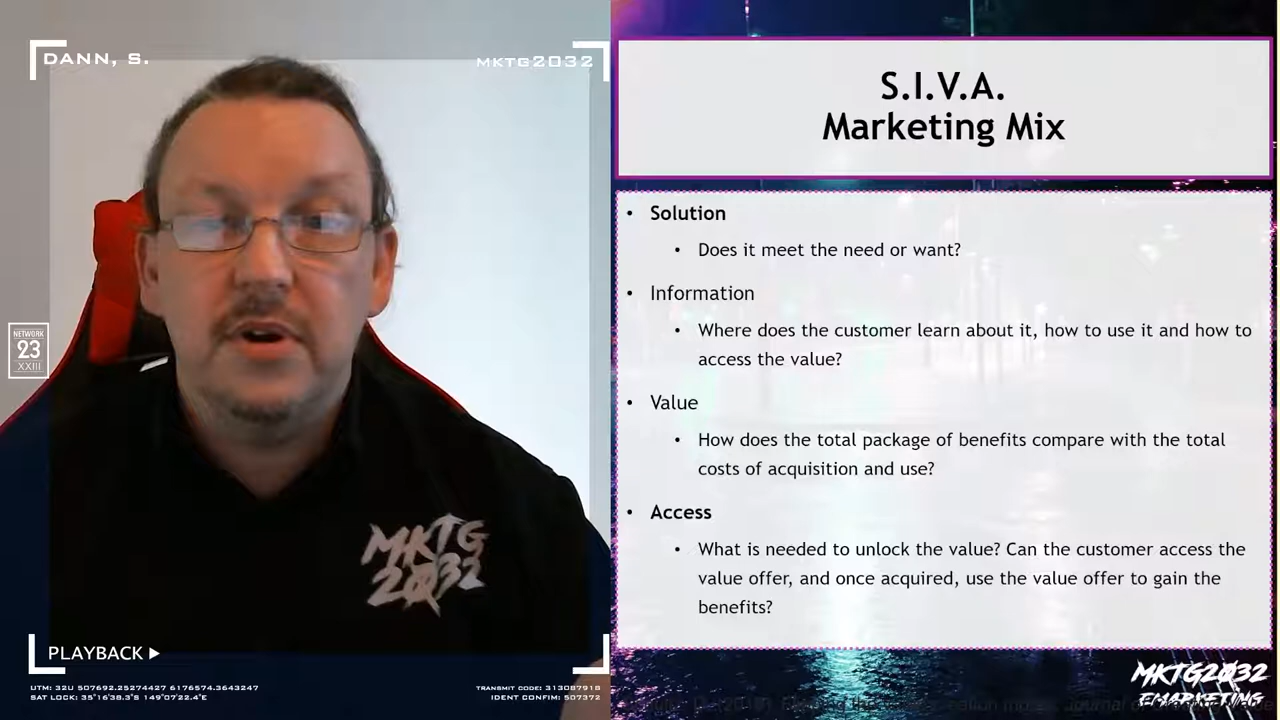 DANN, S.
MKTG2032
NETWORK
23
XXIII
MKTG
2032
PLAYBACK
UTM: 32U 507692.25274427 6176574.3643247
SAT LOCK: 35°16'38.3"S 149°07'22.4"E
TRANSMIT CODE: 313087918
IDENT CONFIM: 507372
S.I.V.A.
Marketing Mix
• Solution
• Does it meet the need or want?
• Information
• Where does the customer learn about it, how to use it and how to
access the value?
• Value
• How does the total package of benefits compare with the total
costs of acquisition and use?
• Access
• What is needed to unlock the value? Can the customer access the
value offer, and once acquired, use the value offer to gain the
benefits?
MKTG2032
EMARKETING